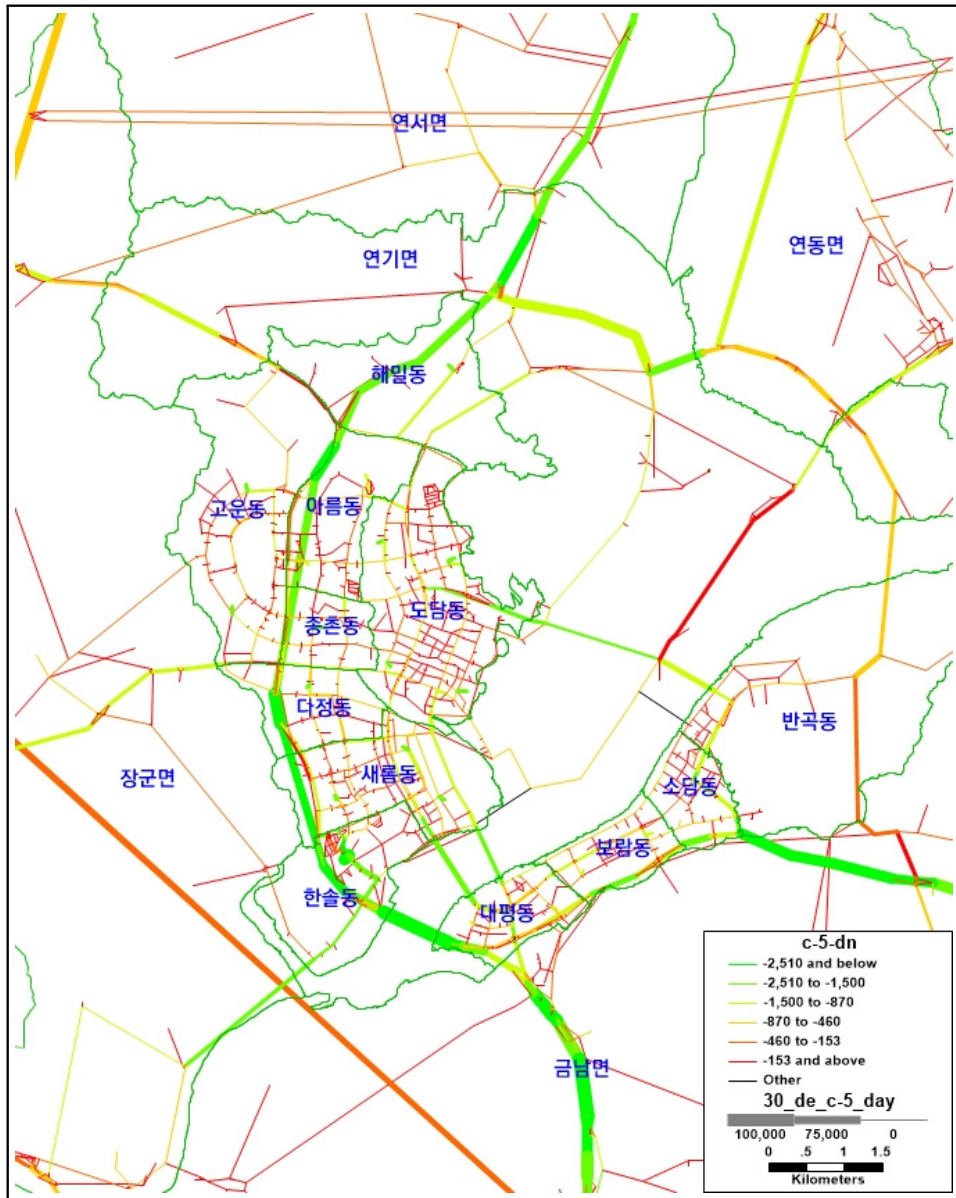 연서면
연기면
연동면
해밀동
고운동
아름동
도담동
종촌동
다정동
반곡동
장군면
새롬동
소담동
보람동
한솔동
대평동
금남면
c-5-dn
-2,510 and below
-2,510 to -1,500
-1,500 to -870
-870 to -460
-460 to -153
-153 and above
Other
30_de_c-5_day
100,000 75,000 0
0 .5 1 1.5
Kilometers